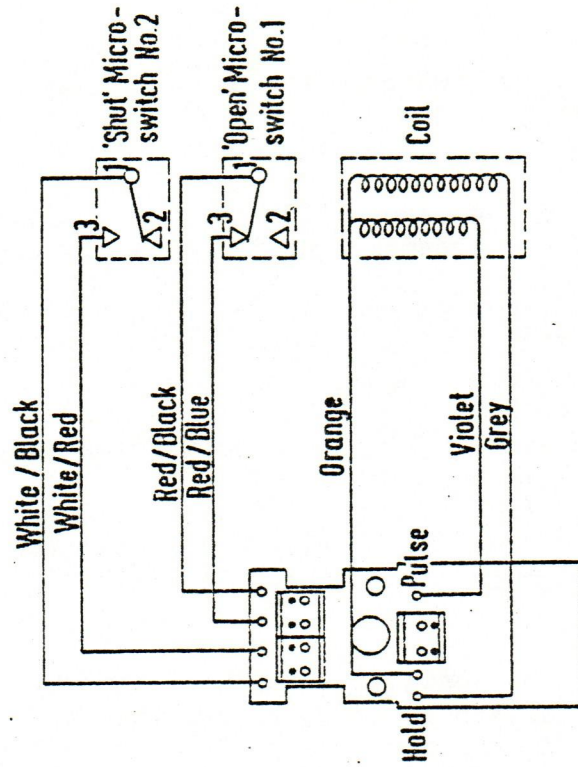 'Shut' Micro-
switch No.2
1
2
3
'Open' Micro-
switch No.1
1
2
3
Coil
White / Black
White/Red
Red/Black
Red/Blue
Orange
Violet
Grey
Pulse
Hold